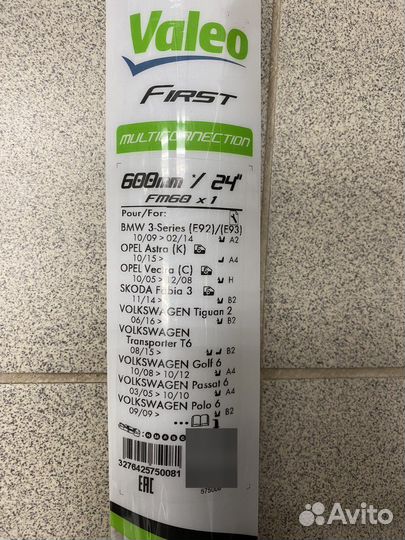 Valeo
FIRST
MULTICONNECTION
600mm / 24"
FM60 x 1
Pour/For:
BMW 3-Series (E92)/(E93)
10/09 > 02/14 A2
OPEL Astra (K)
10/15 > A4
OPEL Vectra (C)
10/05 > 12/08 H
SKODA Fabia 3
11/14 > B2
VOLKSWAGEN Tiguan 2
06/16 > B2
VOLKSWAGEN
Transporter T6
08/15 > B2
VOLKSWAGEN Golf 6
10/08 > 10/12 A4
VOLKSWAGEN Passat 6
03/05 > 10/10 A4
VOLKSWAGEN Polo 6
09/09 > B2
...
3276425750081
EAC
575008
Avito